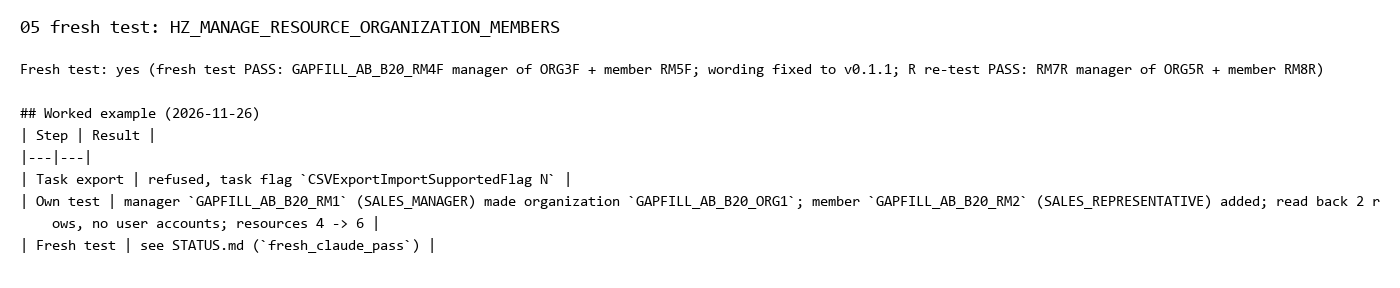 05 fresh test: HZ_MANAGE_RESOURCE_ORGANIZATION_MEMBERS
Fresh test: yes (fresh test PASS: GAPFILL_AB_B20_RM4F manager of ORG3F + member RM5F; wording fixed to v0.1.1; R re-test PASS: RM7R manager of ORG5R + member RM8R)
## Worked example (2026-11-26)
| Step | Result |
|---|---|
| Task export | refused, task flag `CSVExportImportSupportedFlag N` |
| Own test | manager `GAPFILL_AB_B20_RM1` (SALES_MANAGER) made organization `GAPFILL_AB_B20_ORG1`; member `GAPFILL_AB_B20_RM2` (SALES_REPRESENTATIVE) added; read back 2 r
ows, no user accounts; resources 4 -> 6 |
| Fresh test | see STATUS.md (`fresh_claude_pass`) |